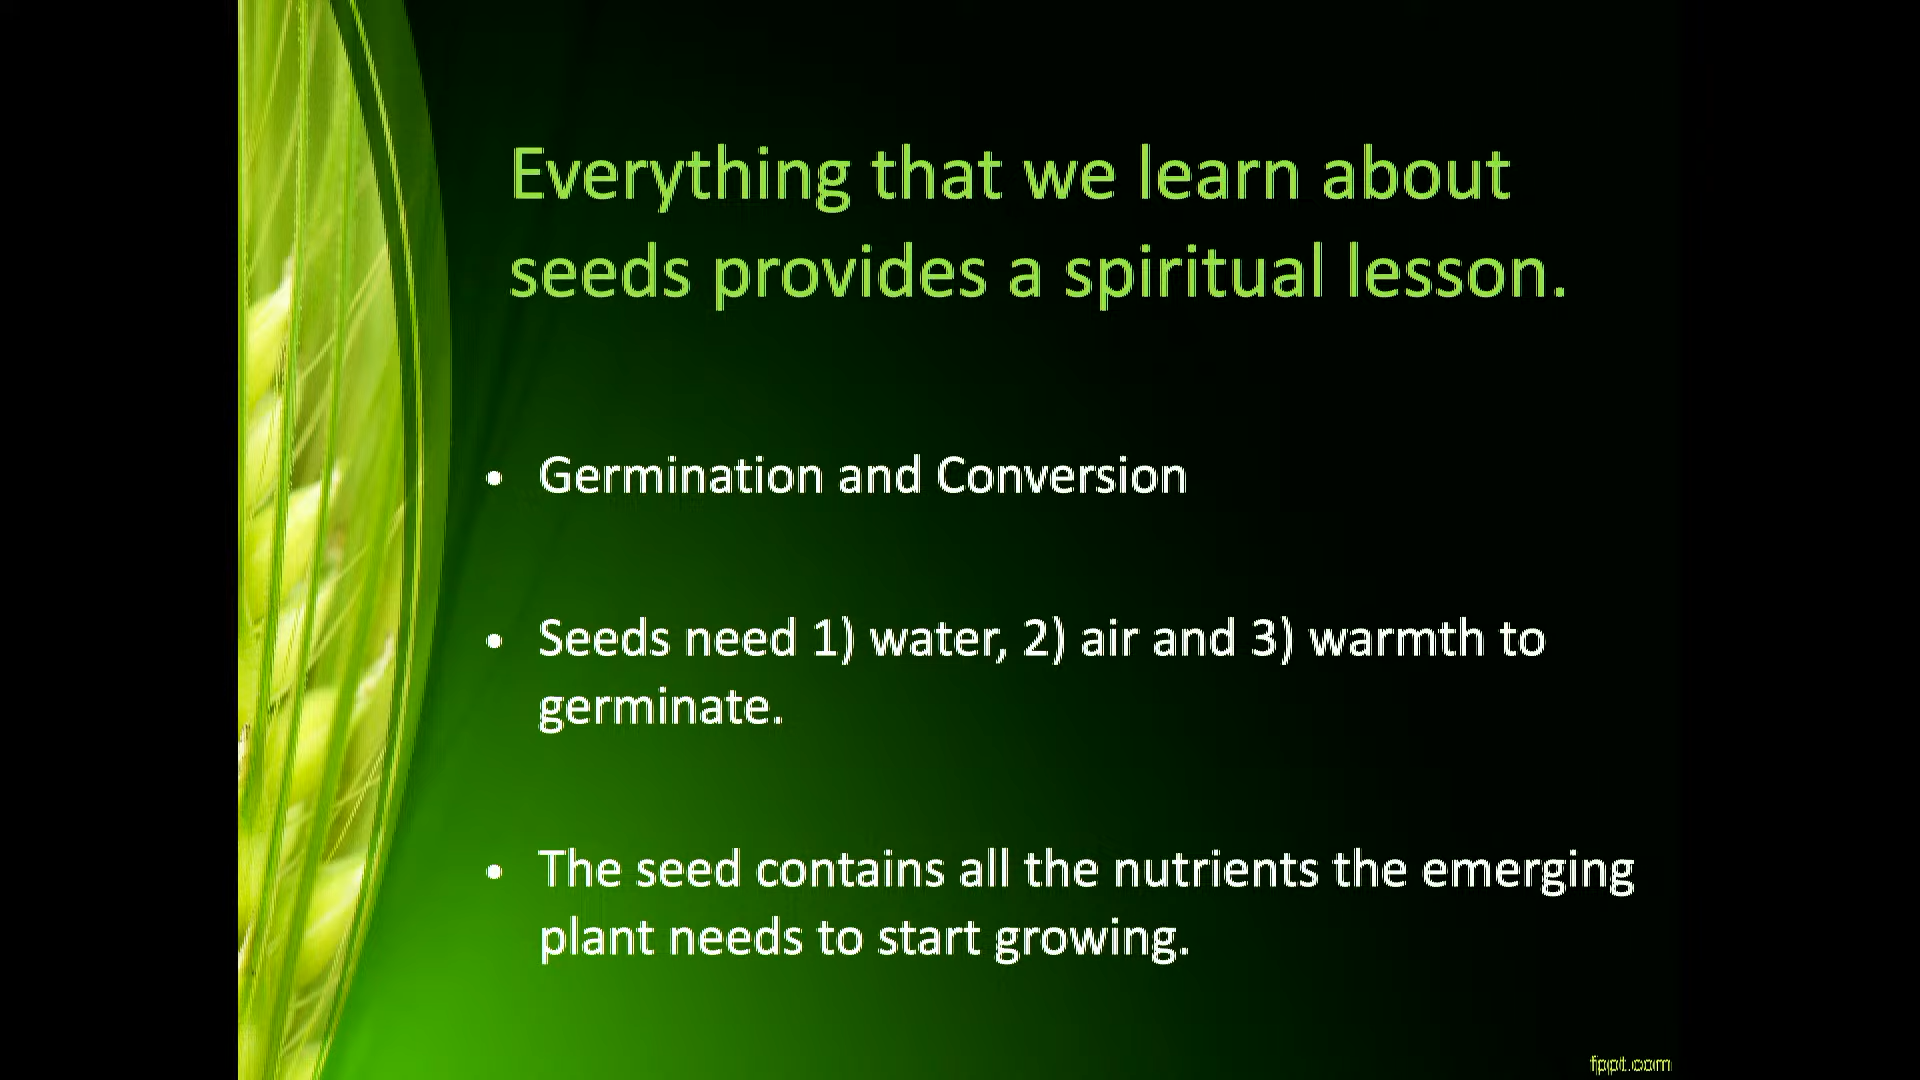 Everything that we learn about
seeds provides a spiritual lesson.
• Germination and Conversion
• Seeds need 1) water, 2) air and 3) warmth to
germinate.
• The seed contains all the nutrients the emerging
plant needs to start growing.
fppt.com